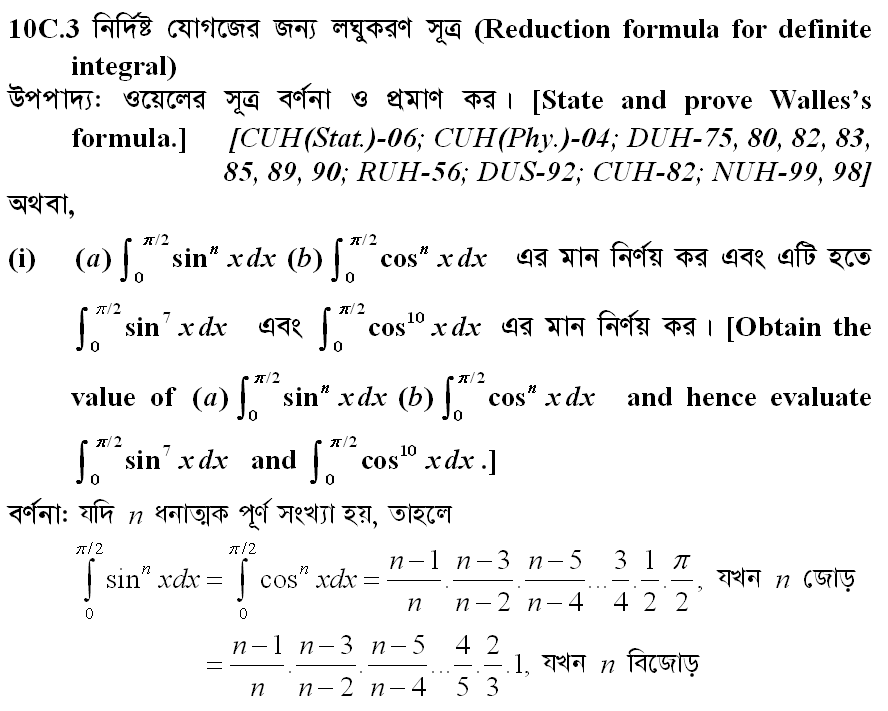 10C.3 নির্দিষ্ট যোগজের জন্য লঘুকরণ সূত্র (Reduction formula for definite
integral)
উপপাদ্য: ওয়েলের সূত্র বর্ণনা ও প্রমাণ কর। [State and prove Walles’s
formula.] [CUH(Stat.)-06; CUH(Phy.)-04; DUH-75, 80, 82, 83,
85, 89, 90; RUH-56; DUS-92; CUH-82; NUH-99, 98]
অথবা,
(i) (a) ∫₀^{π/2} sinⁿ x dx (b) ∫₀^{π/2} cosⁿ x dx এর মান নির্ণয় কর এবং এটি হতে
∫₀^{π/2} sin⁷ x dx এবং ∫₀^{π/2} cos¹⁰ x dx এর মান নির্ণয় কর। [Obtain the
value of (a) ∫₀^{π/2} sinⁿ x dx (b) ∫₀^{π/2} cosⁿ x dx and hence evaluate
∫₀^{π/2} sin⁷ x dx and ∫₀^{π/2} cos¹⁰ x dx .]
বর্ণনা: যদি n ধনাত্মক পূর্ণ সংখ্যা হয়, তাহলে
∫₀^{π/2} sinⁿ xdx = ∫₀^{π/2} cosⁿ xdx = (n−1)/n · (n−3)/(n−2) · (n−5)/(n−4) ... 3/4 · 1/2 · π/2, যখন n জোড়
= (n−1)/n · (n−3)/(n−2) · (n−5)/(n−4) ... 4/5 · 2/3 .1, যখন n বিজোড়